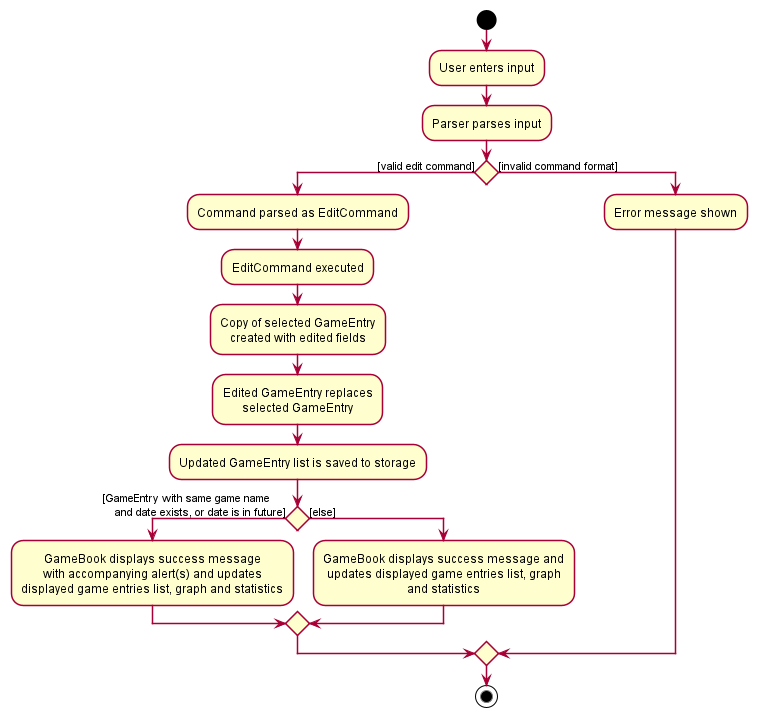 User enters input
Parser parses input
[valid edit command]
[invalid command format]
Command parsed as EditCommand
Error message shown
EditCommand executed
Copy of selected GameEntry
created with edited fields
Edited GameEntry replaces
selected GameEntry
Updated GameEntry list is saved to storage
[GameEntry with same game name
and date exists, or date is in future]
[else]
GameBook displays success message
with accompanying alert(s) and updates
displayed game entries list, graph and statistics
GameBook displays success message and
updates displayed game entries list, graph
and statistics